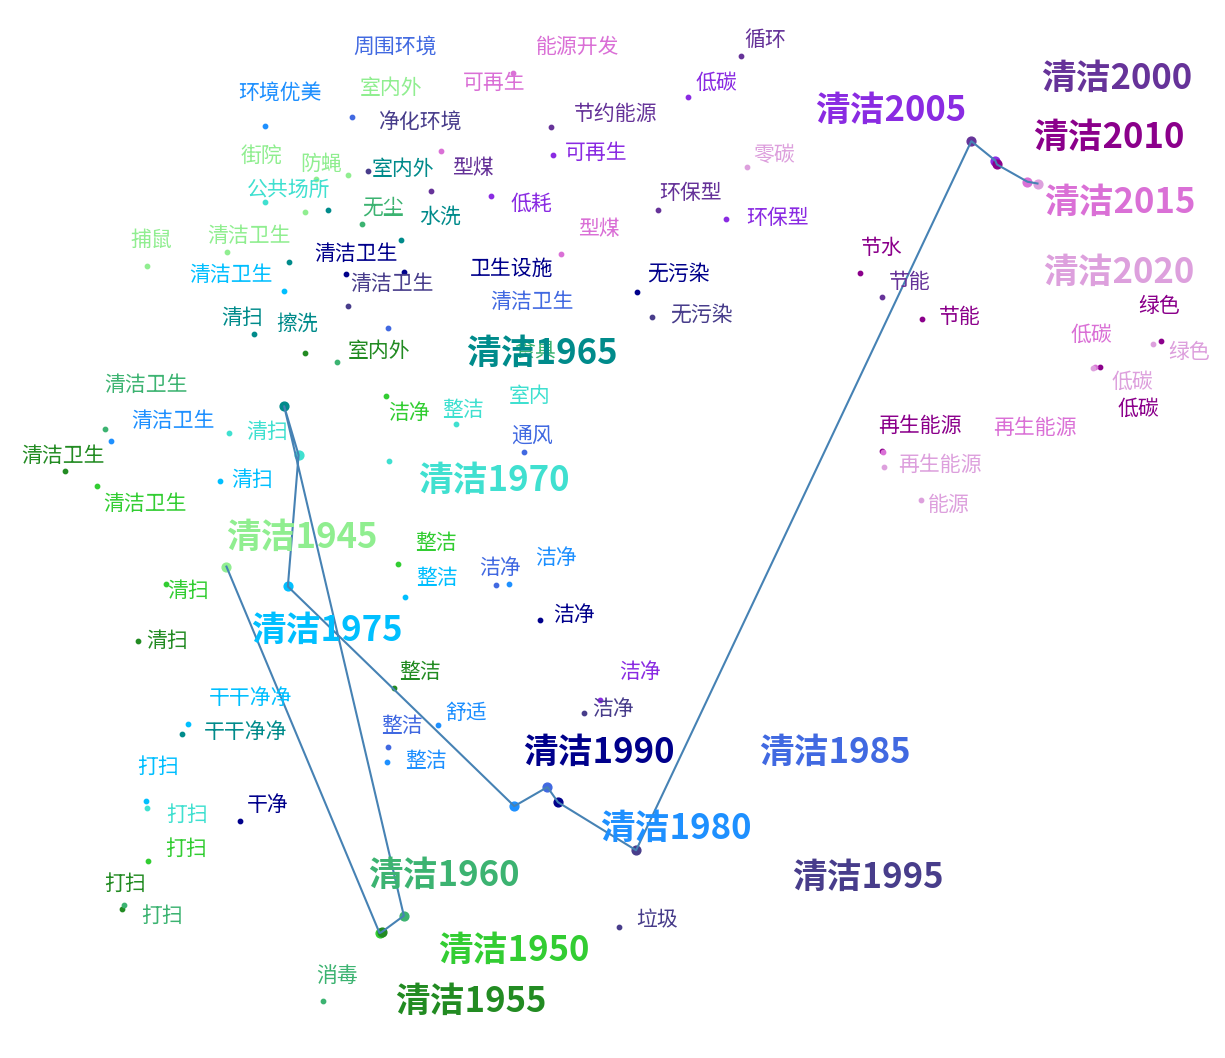 循环
周围环境
能源开发
清洁2000
可再生
低碳
室内外
环境优美
清洁2005
节约能源
净化环境
清洁2010
可再生
零碳
街院
防蝇
室内外
型煤
公共场所
环保型
清洁2015
低耗
无尘
水洗
环保型
型煤
捕鼠
清洁卫生
清洁卫生
节水
卫生设施
无污染
清洁2020
清洁卫生
清洁卫生
节能
清洁卫生
绿色
无污染
节能
清扫
擦洗
低碳
室内外
清洁1965
绿色
低碳
清洁卫生
室内
低碳
整洁
洁净
清洁卫生
再生能源
再生能源
清扫
通风
清洁卫生
再生能源
清扫
清洁1970
清洁卫生
能源
清洁1945
整洁
洁净
洁净
整洁
清扫
洁净
清洁1975
清扫
整洁
洁净
干干净净
洁净
舒适
整洁
干干净净
清洁1990
清洁1985
整洁
打扫
干净
打扫
清洁1980
打扫
清洁1960
清洁1995
打扫
打扫
垃圾
清洁1950
消毒
清洁1955